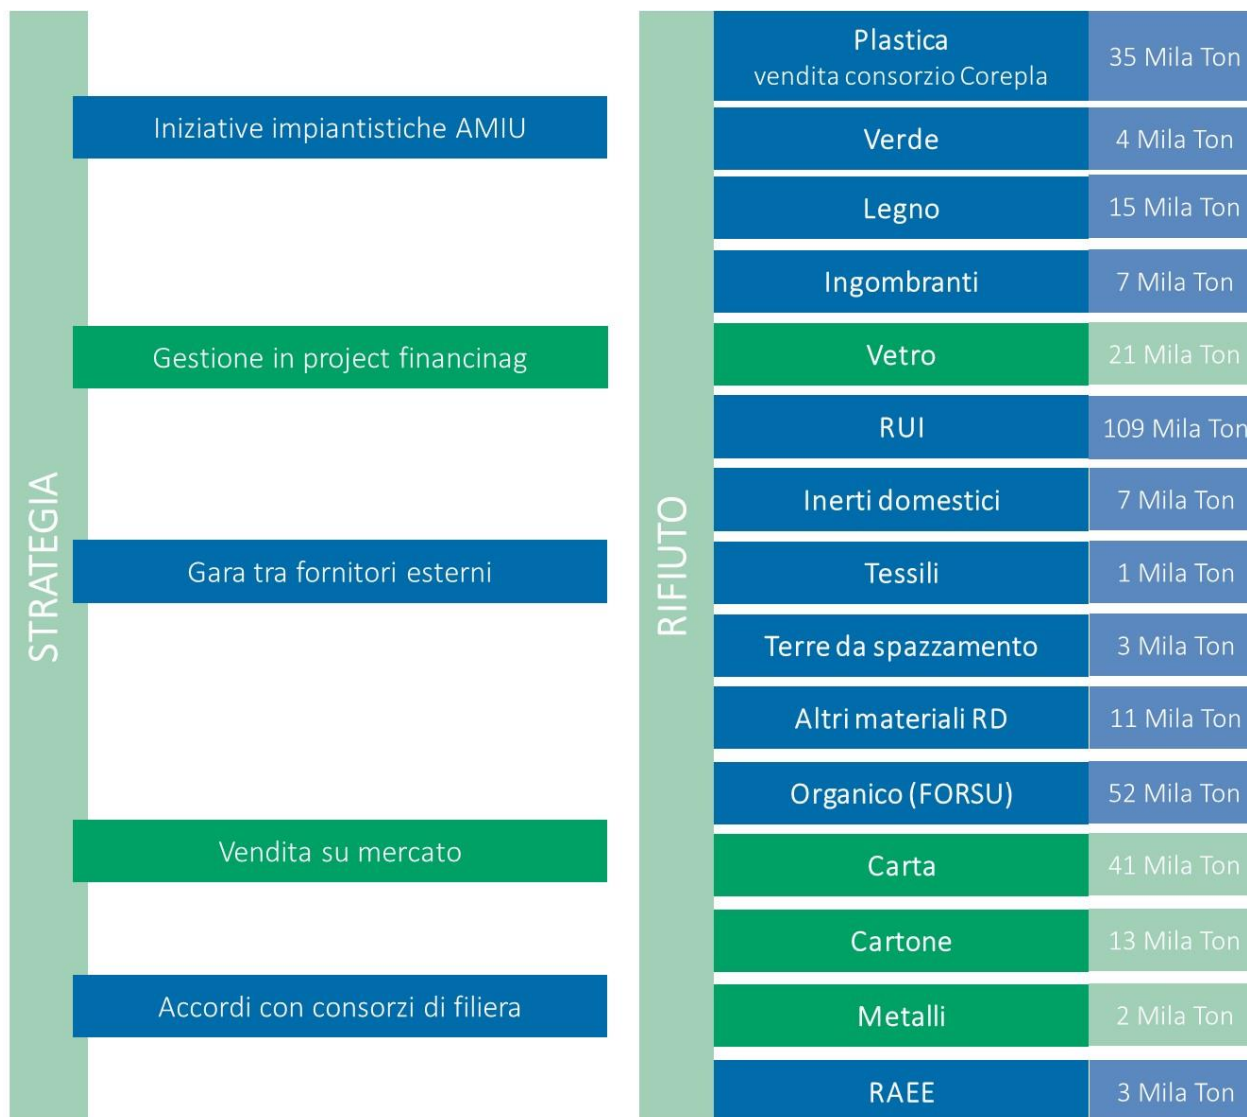 STRATEGIA
Iniziative impiantistiche AMIU
Gestione in project financinag
Gara tra fornitori esterni
Vendita su mercato
Accordi con consorzi di filiera
RIFIUTO
Plastica
vendita consorzio Corepla
35 Mila Ton
Verde
4 Mila Ton
Legno
15 Mila Ton
Ingombranti
7 Mila Ton
Vetro
21 Mila Ton
RUI
109 Mila Ton
Inerti domestici
7 Mila Ton
Tessili
1 Mila Ton
Terre da spazzamento
3 Mila Ton
Altri materiali RD
11 Mila Ton
Organico (FORSU)
52 Mila Ton
Carta
41 Mila Ton
Cartone
13 Mila Ton
Metalli
2 Mila Ton
RAEE
3 Mila Ton